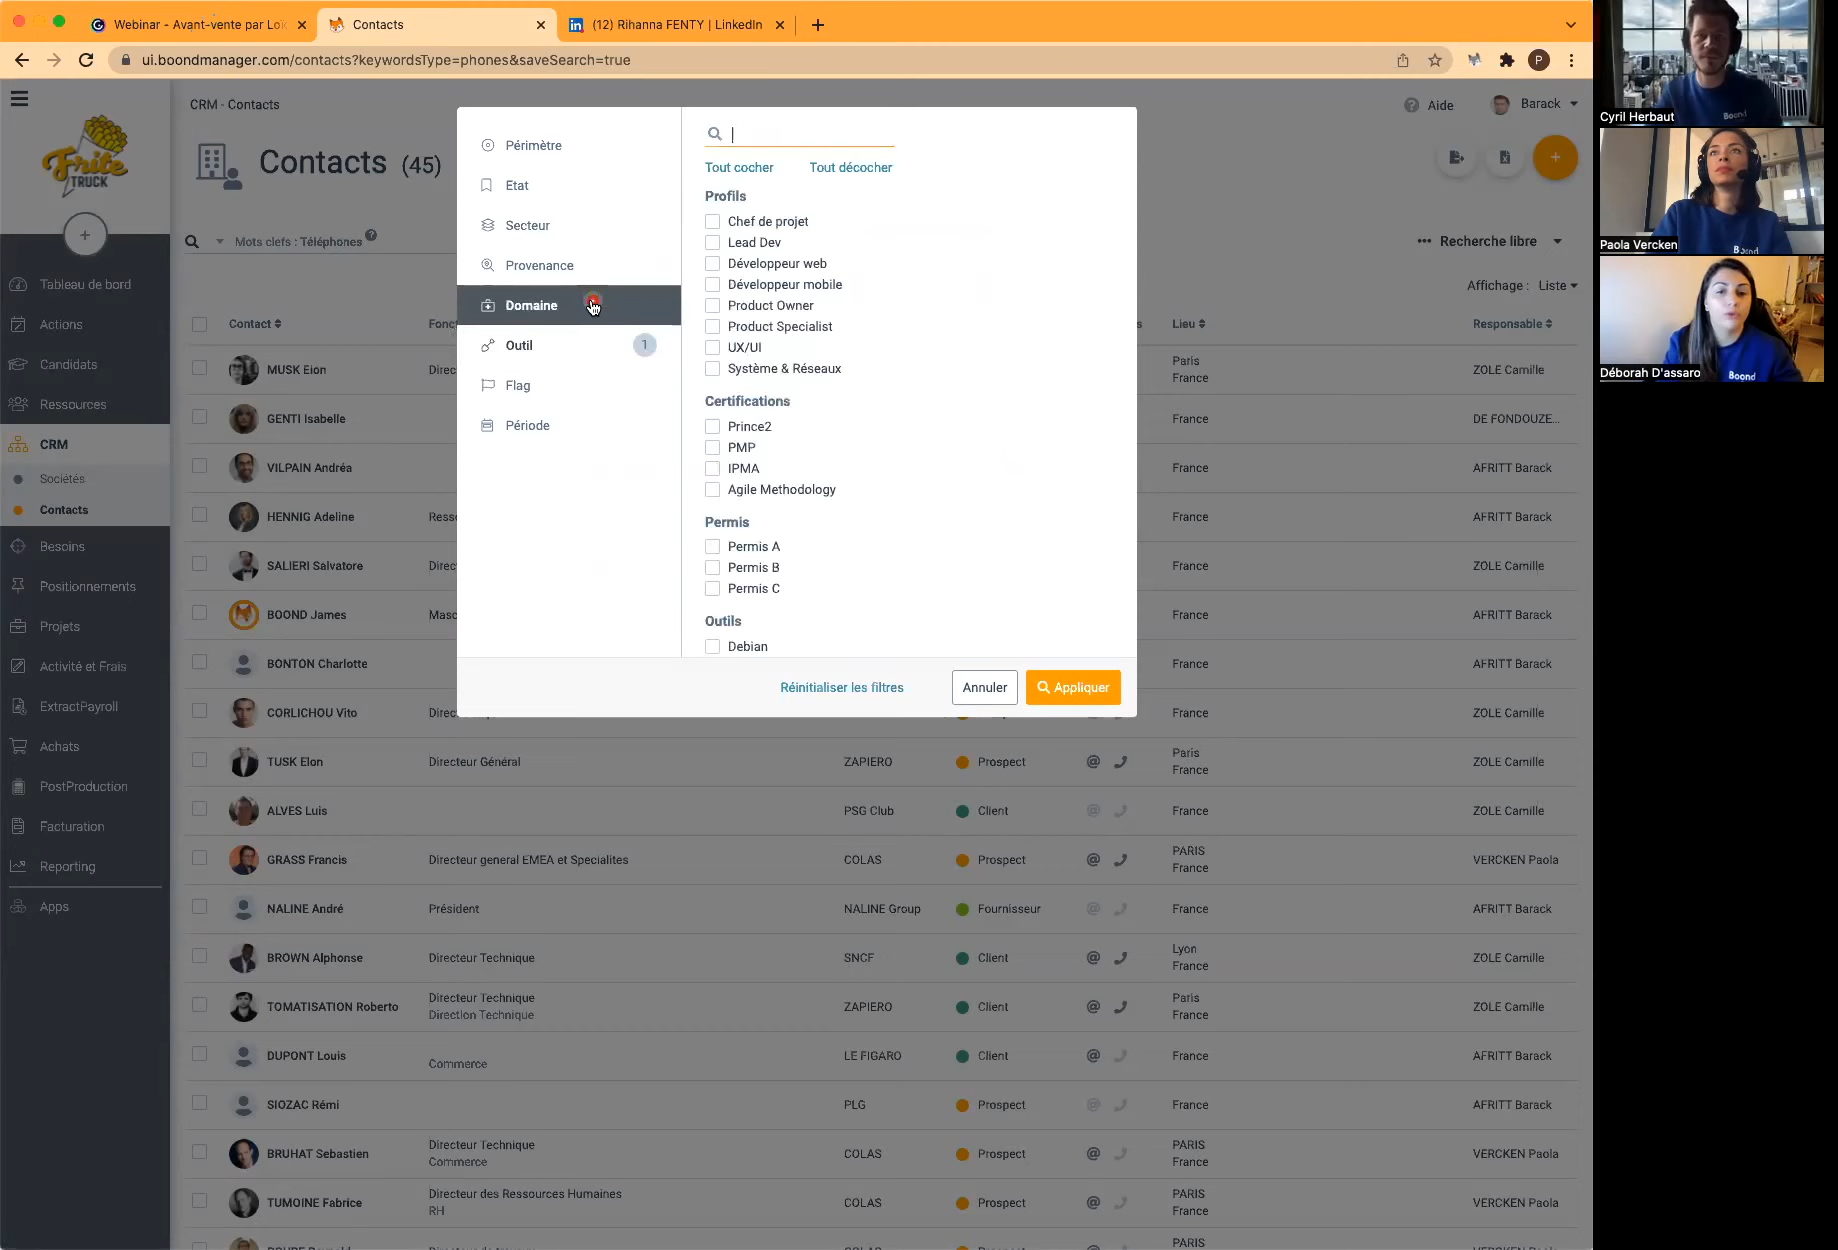 Webinar - Avant-vente par Loï
Contacts
(12) Rihanna FENTY | LinkedIn
ui.boondmanager.com/contacts?keywordsType=phones&saveSearch=true
P
Frite
TRUCK
Tableau de bord
Actions
Candidats
Ressources
CRM
Sociétés
Contacts
Besoins
Positionnements
Projets
Activité et Frais
ExtractPayroll
Achats
PostProduction
Facturation
Reporting
Apps
CRM - Contacts
Aide
Barack
Contacts (45)
Mots clefs : Téléphones
Recherche libre
Affichage : Liste
Contact
Lieu
Responsable
Périmètre
Etat
Secteur
Provenance
Domaine
Outil 1
Flag
Période
Tout cocher Tout décocher
Profils
Chef de projet
Lead Dev
Développeur web
Développeur mobile
Product Owner
Product Specialist
UX/UI
Système & Réseaux
Certifications
Prince2
PMP
IPMA
Agile Methodology
Permis
Permis A
Permis B
Permis C
Outils
Debian
Réinitialiser les filtres
Annuler
Appliquer
MUSK Eion Direc Paris France ZOLE Camille
GENTI Isabelle France DE FONDOUZE...
VILPAIN Andréa France AFRITT Barack
HENNIG Adeline Resse France AFRITT Barack
SALIERI Salvatore Direc France ZOLE Camille
BOOND James Masc France AFRITT Barack
BONTON Charlotte France AFRITT Barack
CORLICHOU Vito Direc France ZOLE Camille
TUSK Elon Directeur Général ZAPIERO Prospect Paris France ZOLE Camille
ALVES Luis PSG Club Client France ZOLE Camille
GRASS Francis Directeur general EMEA et Specialites COLAS Prospect PARIS France VERCKEN Paola
NALINE André Président NALINE Group Fournisseur France AFRITT Barack
BROWN Alphonse Directeur Technique SNCF Client Lyon France ZOLE Camille
TOMATISATION Roberto Directeur Technique Direction Technique ZAPIERO Client Paris France ZOLE Camille
DUPONT Louis Commerce LE FIGARO Client France AFRITT Barack
SIOZAC Rémi PLG Prospect France AFRITT Barack
BRUHAT Sebastien Directeur Technique Commerce COLAS Prospect PARIS France VERCKEN Paola
TUMOINE Fabrice Directeur des Ressources Humaines RH COLAS Prospect PARIS France VERCKEN Paola
PARIS
Boond
Cyril Herbaut
Paola Vercken
Boond
Déborah D'assaro